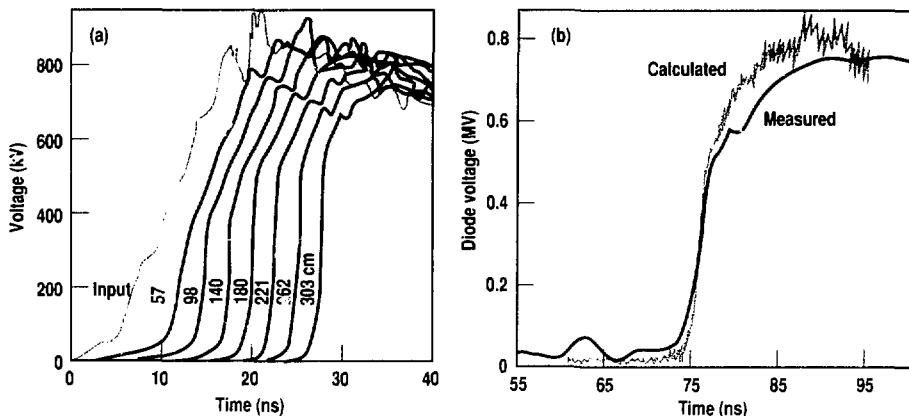 (a)
Voltage (kV)
800
600
400
200
0
Input
57
98
140
180
221
262
303 cm
0
10
20
30
40
Time (ns)
(b)
Diode voltage (MV)
0.8
0.6
0.4
0.2
0
Calculated
Measured
55
65
75
85
95
Time (ns)